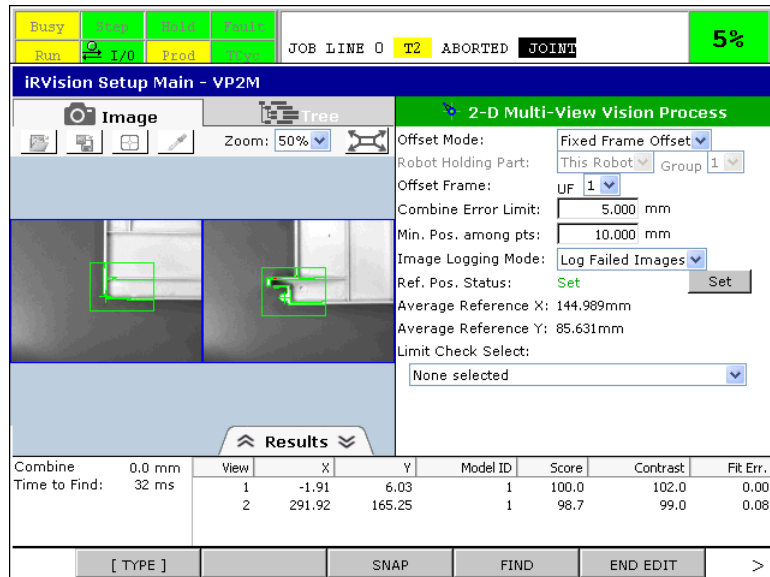 Busy Step Hold Fault
Run I/O Prod TCyc JOB LINE 0 T2 ABORTED JOINT 5%
iRVision Setup Main - VP2M
Image Tree 2-D Multi-View Vision Process
Zoom: 50% Offset Mode: Fixed Frame Offset
Robot Holding Part: This Robot Group 1
Offset Frame: UF 1
Combine Error Limit: 5.000 mm
Min. Pos. among pts: 10.000 mm
Image Logging Mode: Log Failed Images
Ref. Pos. Status: Set Set
Average Reference X: 144.989mm
Average Reference Y: 85.631mm
Limit Check Select:
None selected
Results
Combine 0.0 mm View X Y Model ID Score Contrast Fit Err.
Time to Find: 32 ms 1 -1.91 6.03 1 100.0 102.0 0.00
2 291.92 165.25 1 98.7 99.0 0.08
[ TYPE ] SNAP FIND END EDIT >